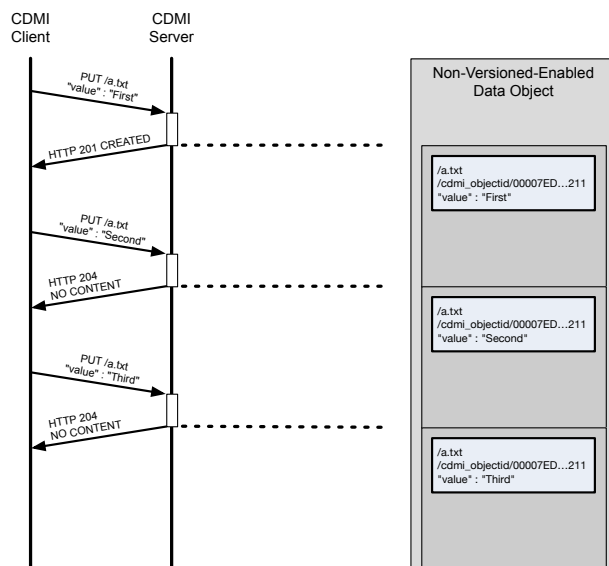 CDMI
Client
CDMI
Server
PUT /a.txt
"value" : "First"
HTTP 201 CREATED
PUT /a.txt
"value" : "Second"
HTTP 204
NO CONTENT
PUT /a.txt
"value" : "Third"
HTTP 204
NO CONTENT
Non-Versioned-Enabled
Data Object
/a.txt
/cdmi_objectid/00007ED...211
"value" : "First"
/a.txt
/cdmi_objectid/00007ED...211
"value" : "Second"
/a.txt
/cdmi_objectid/00007ED...211
"value" : "Third"